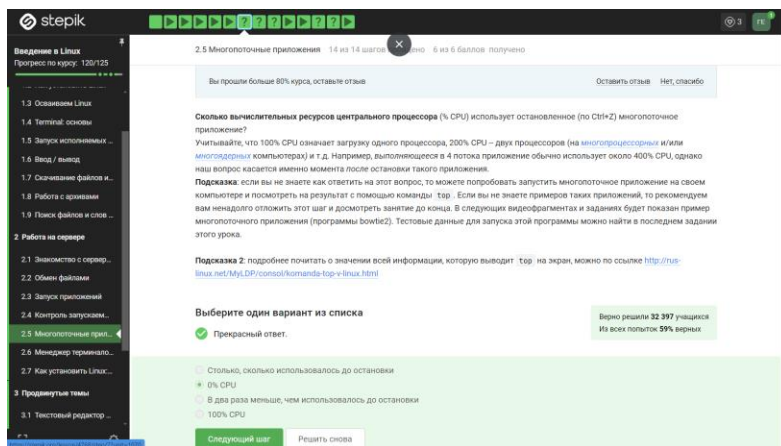 stepik
3
ГЕ
Введение в Linux
Прогресс по курсу: 120/125
1.3 Осваиваем Linux
1.4 Terminal: основы
1.5 Запуск исполняемых ...
1.6 Ввод / вывод
1.7 Скачивание файлов и...
1.8 Работа с архивами
1.9 Поиск файлов и слов ...
2 Работа на сервере
2.1 Знакомство с сервер...
2.2 Обмен файлами
2.3 Запуск приложений
2.4 Контроль запускаем...
2.5 Многопоточные прил...
2.6 Менеджер терминало...
2.7 Как установить Linux:...
3 Продвинутые темы
3.1 Текстовый редактор ...
2.5 Многопоточные приложения 14 из 14 шагов 6 из 6 баллов получено
Вы прошли больше 80% курса, оставьте отзыв Оставить отзыв Нет, спасибо
Сколько вычислительных ресурсов центрального процессора (% CPU) использует остановленное (по Ctrl+Z) многопоточное
приложение?
Учитывайте, что 100% CPU означает загрузку одного процессора, 200% CPU – двух процессоров (на многопроцессорных и/или
многоядерных компьютерах) и т.д. Например, выполняющееся в 4 потока приложение обычно использует около 400% CPU, однако
наш вопрос касается именно момента после остановки такого приложения.
Подсказка: если вы не знаете как ответить на этот вопрос, то можете попробовать запустить многопоточное приложение на своем
компьютере и посмотреть на результат с помощью команды top . Если вы не знаете примеров таких приложений, то рекомендуем
вам ненадолго отложить этот шаг и досмотреть занятие до конца. В следующих видеофрагментах и заданиях будет показан пример
многопоточного приложения (программы bowtie2). Тестовые данные для запуска этой программы можно найти в последнем задании
этого урока.
Подсказка 2: подробнее почитать о значении всей информации, которую выводит top на экран, можно по ссылке http://rus-
linux.net/MyLDP/consol/komanda-top-v-linux.html
Выберите один вариант из списка
Прекрасный ответ.
Верно решили 32 397 учащихся
Из всех попыток 59% верных
Столько, сколько использовалось до остановки
0% CPU
В два раза меньше, чем использовалось до остановки
100% CPU
Следующий шаг Решить снова